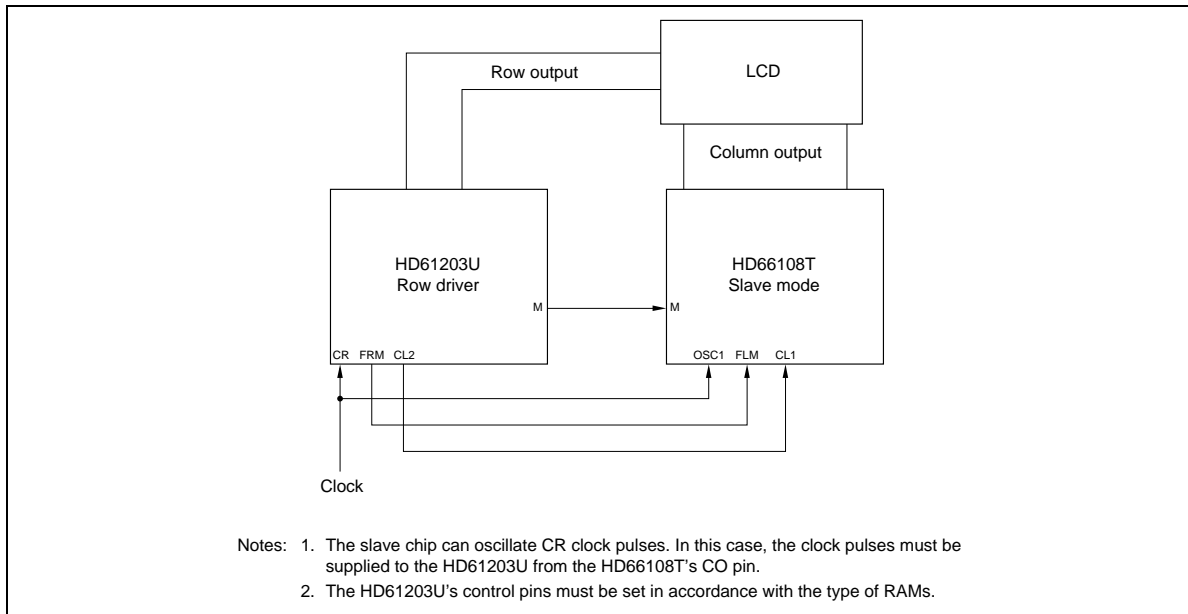 LCD
Row output
Column output
HD61203U
Row driver
HD66108T
Slave mode
M
M
CR FRM CL2
OSC1 FLM CL1
Clock
Notes: 1. The slave chip can oscillate CR clock pulses. In this case, the clock pulses must be
supplied to the HD61203U from the HD66108T's CO pin.
2. The HD61203U's control pins must be set in accordance with the type of RAMs.